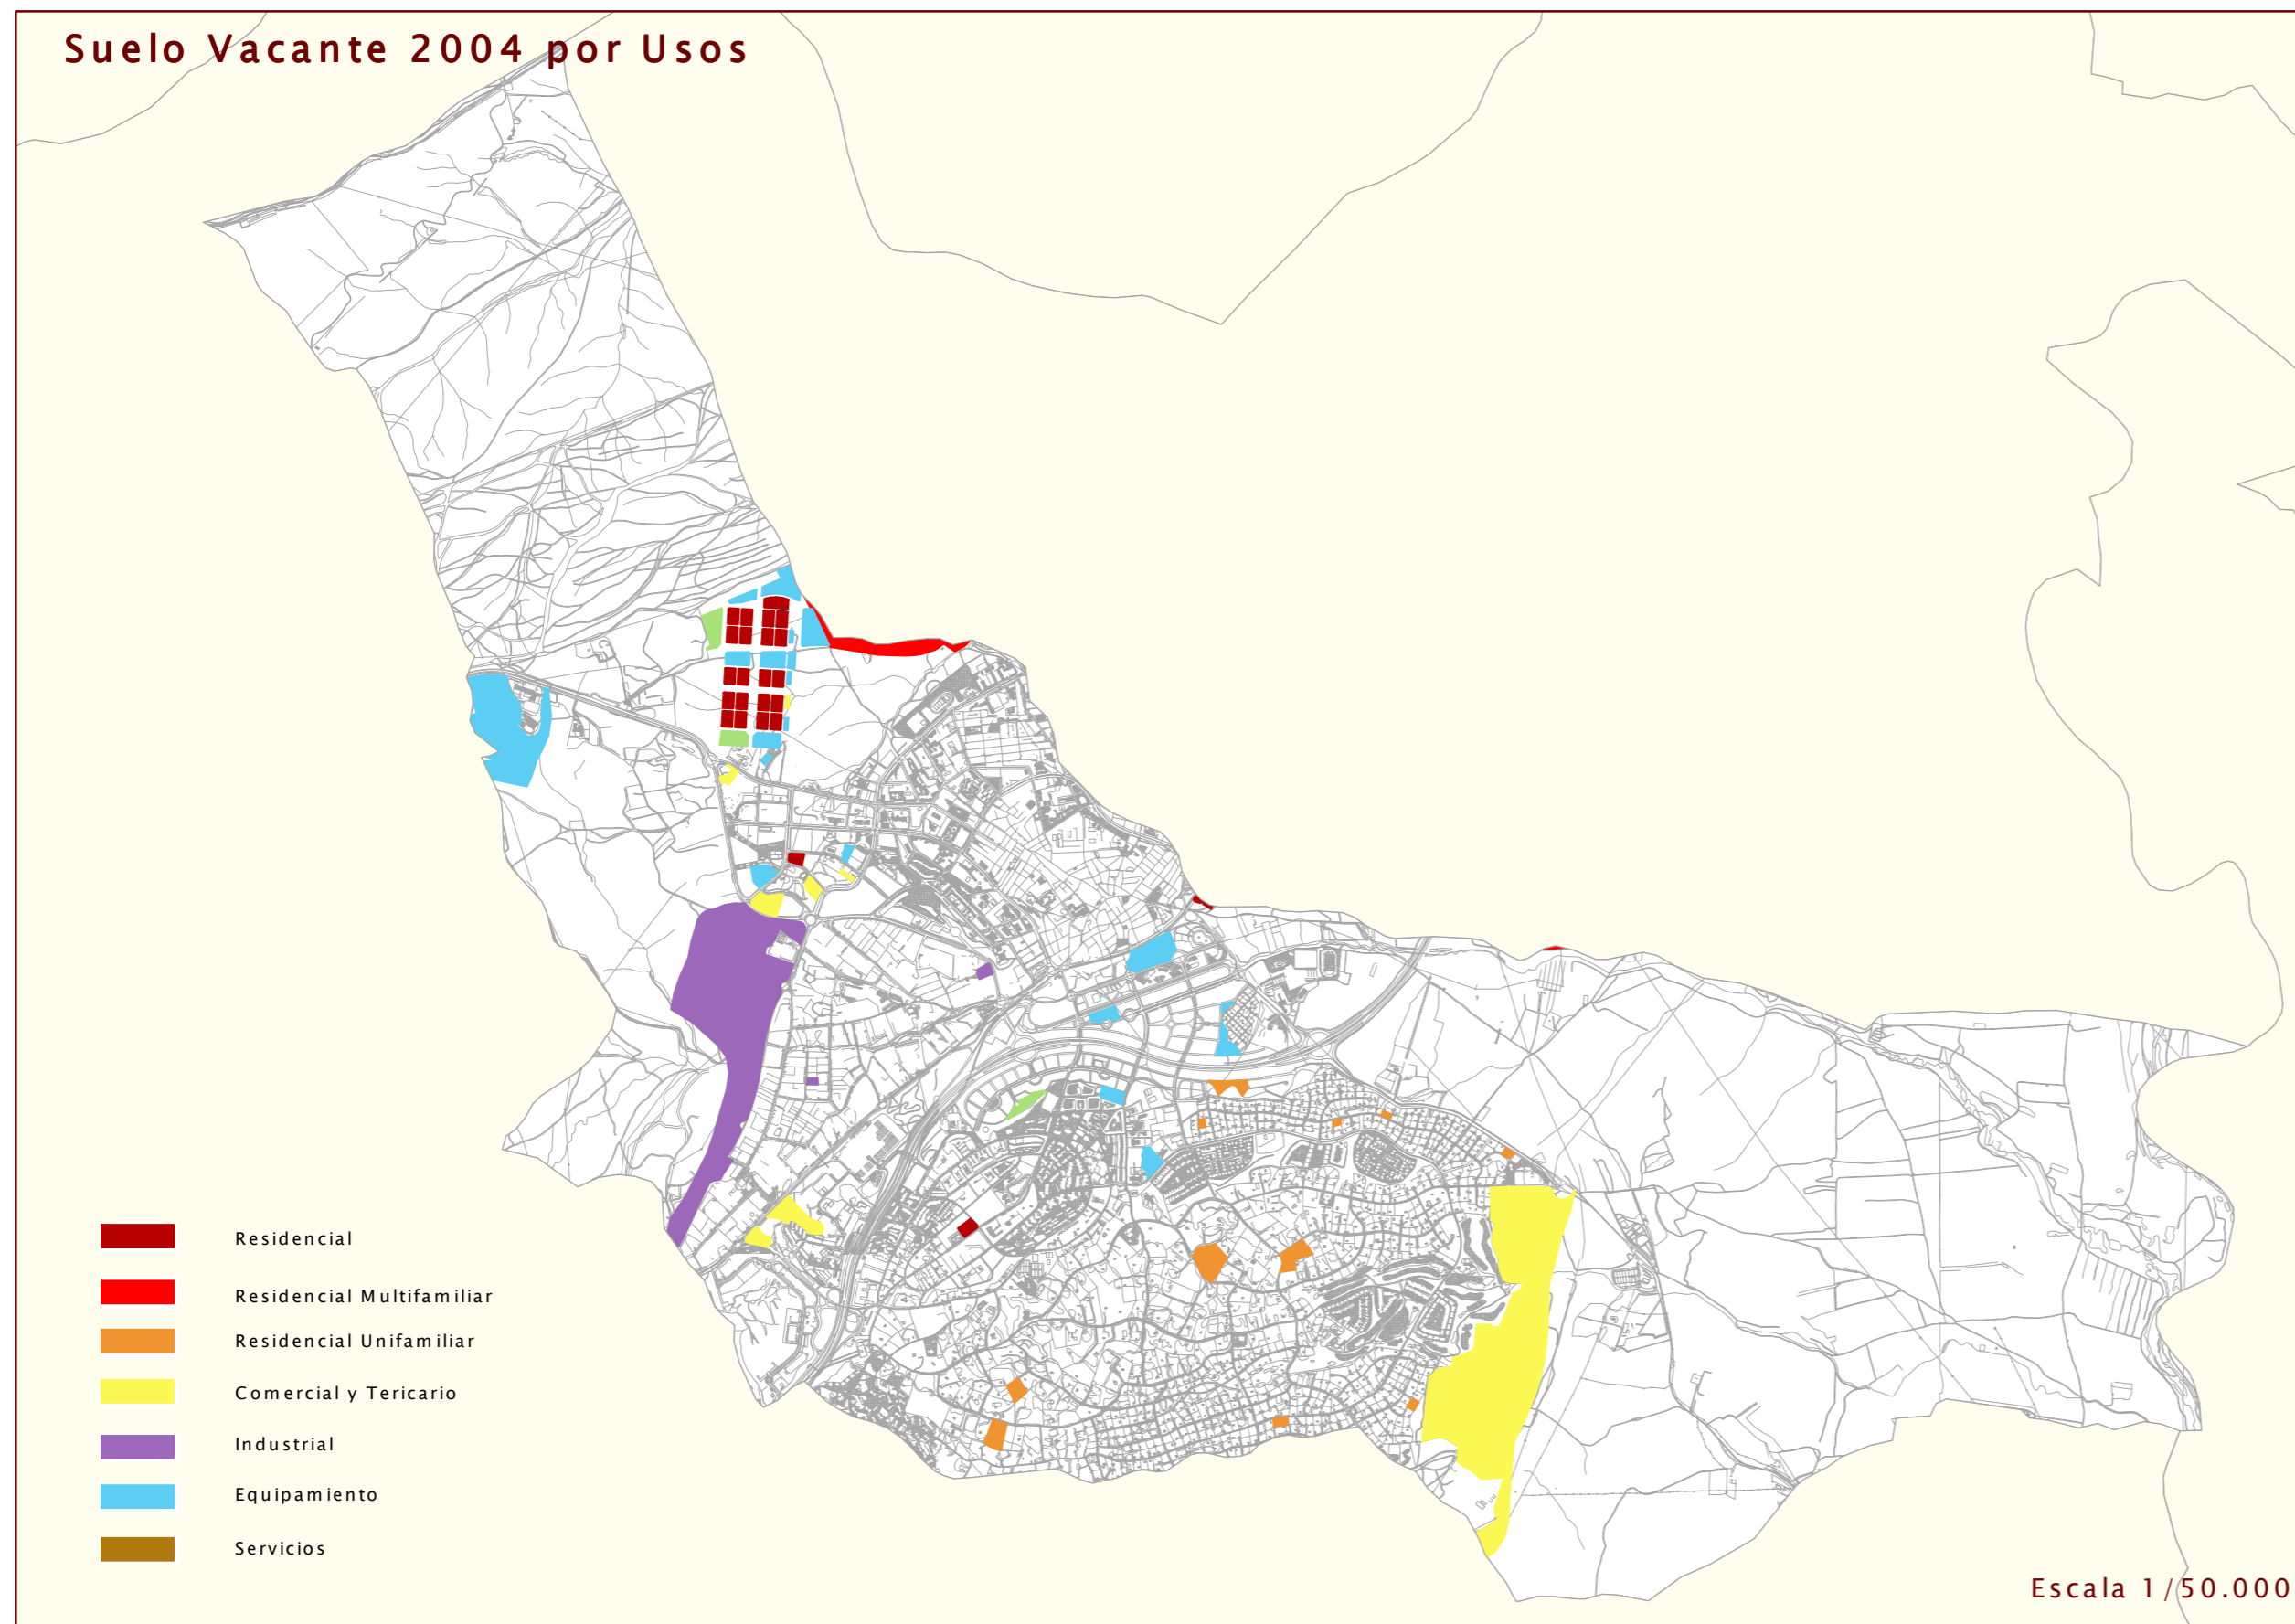 Suelo Vacante 2004 por Usos
Residencial
Residencial Multifamiliar
Residencial Unifamiliar
Comercial y Tericario
Industrial
Equipamiento
Servicios
Escala 1/50.000